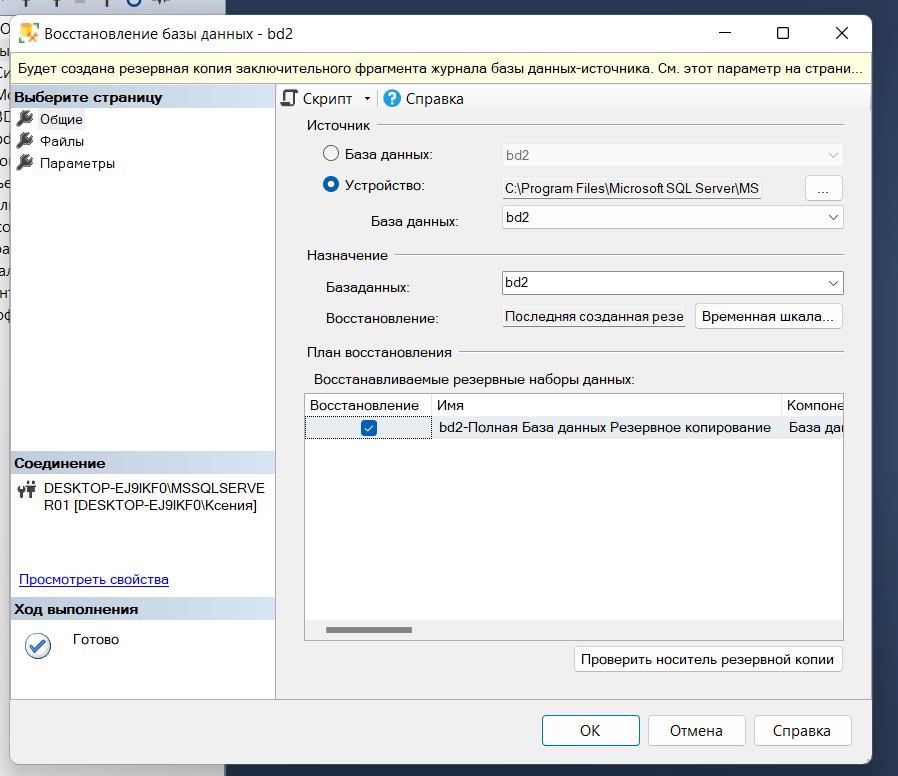 Восстановление базы данных - bd2
Будет создана резервная копия заключительного фрагмента журнала базы данных-источника. См. этот параметр на страни...
Выберите страницу
Общие
Файлы
Параметры
Скрипт
Справка
Источник
База данных:
bd2
Устройство:
C:\Program Files\Microsoft SQL Server\MS
...
База данных:
bd2
Назначение
Базаданных:
bd2
Восстановление:
Последняя созданная резе
Временная шкала...
План восстановления
Восстанавливаемые резервные наборы данных:
Восстановление Имя Компоне
bd2-Полная База данных Резервное копирование База дан
Соединение
DESKTOP-EJ9IKF0\MSSQLSERVE
R01 [DESKTOP-EJ9IKF0\Ксения]
Просмотреть свойства
Ход выполнения
Готово
Проверить носитель резервной копии
ОК
Отмена
Справка